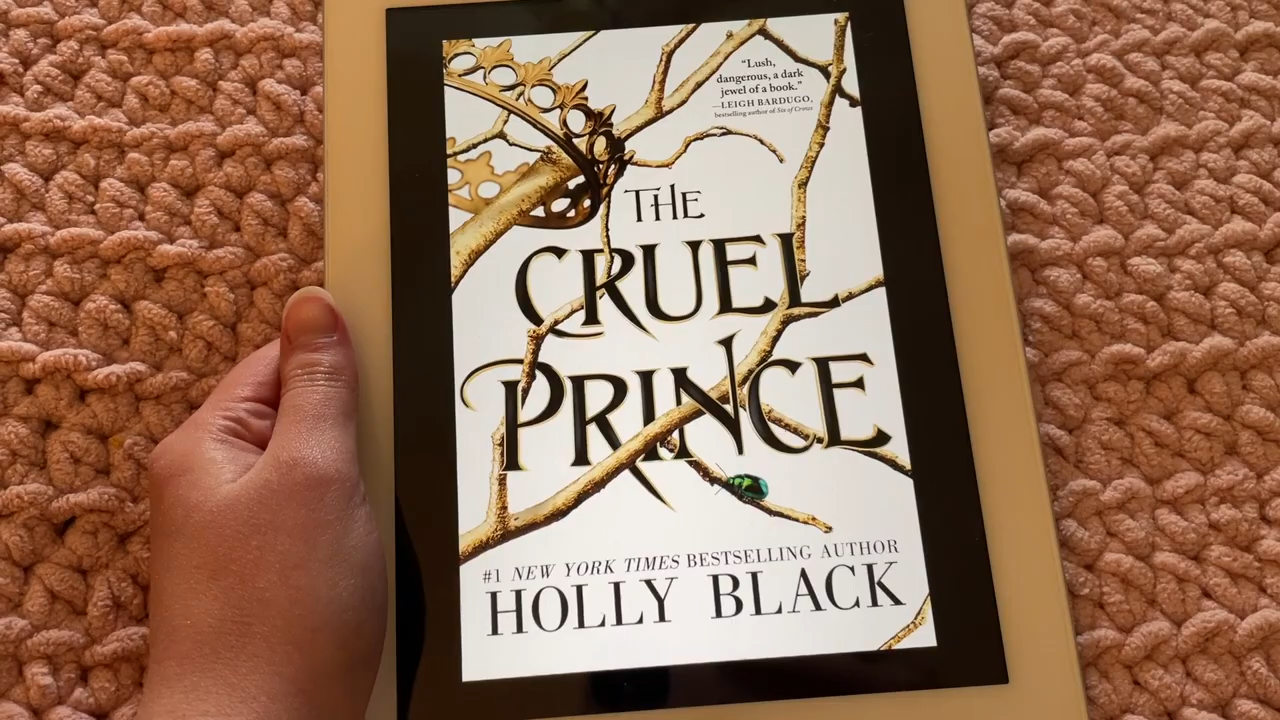 "Lush,
dangerous, a dark
jewel of a book."
—LEIGH BARDUGO,
bestselling author of Six of Crows
THE
CRUEL
PRINCE
#1 NEW YORK TIMES BESTSELLING AUTHOR
HOLLY BLACK